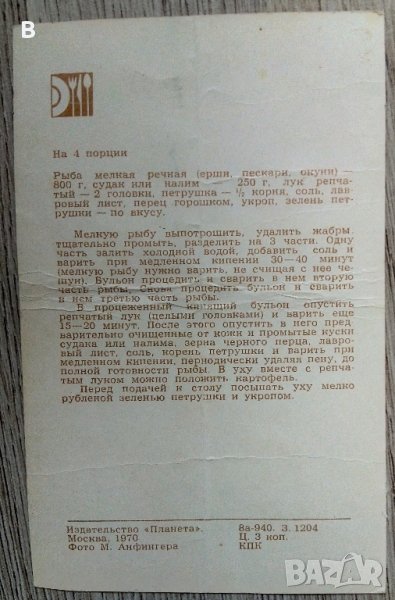 В
На 4 порции
Рыба мелкая речная (ерши, пескари, окуни) —
800 г, судак или налим — 250 г, лук репча-
тый — 2 головки, петрушка — ½ корня, соль, лав-
ровый лист, перец горошком, укроп, зелень пет-
рушки — по вкусу.
Мелкую рыбу выпотрошить, удалить жабры,
тщательно промыть, разделить на 3 части. Одну
часть залить холодной водой, добавить соль и
варить при медленном кипении 30—40 минут
(мелкую рыбу нужно варить, не счищая с нее че-
шуи). Бульон процедить и сварить в нем вторую
часть рыбы. Снова процедить бульон и сварить
в нем третью часть рыбы.
В процеженный кипящий бульон опустить
репчатый лук (целыми головками) и варить еще
15—20 минут. После этого опустить в него пред-
варительно очищенные от кожи и промытые куски
судака или налима, зерна черного перца, лавро-
вый лист, соль, корень петрушки и варить при
медленном кипении, периодически удаляя пену, до
полной готовности рыбы. В уху вместе с репча-
тым луком можно положить картофель.
Перед подачей к столу посыпать уху мелко
рубленой зеленью петрушки и укропом.
Издательство «Планета». 8а-940. З. 1204
Москва, 1970 Ц. 3 коп.
Фото М. Анфингера КПК
BAZAR